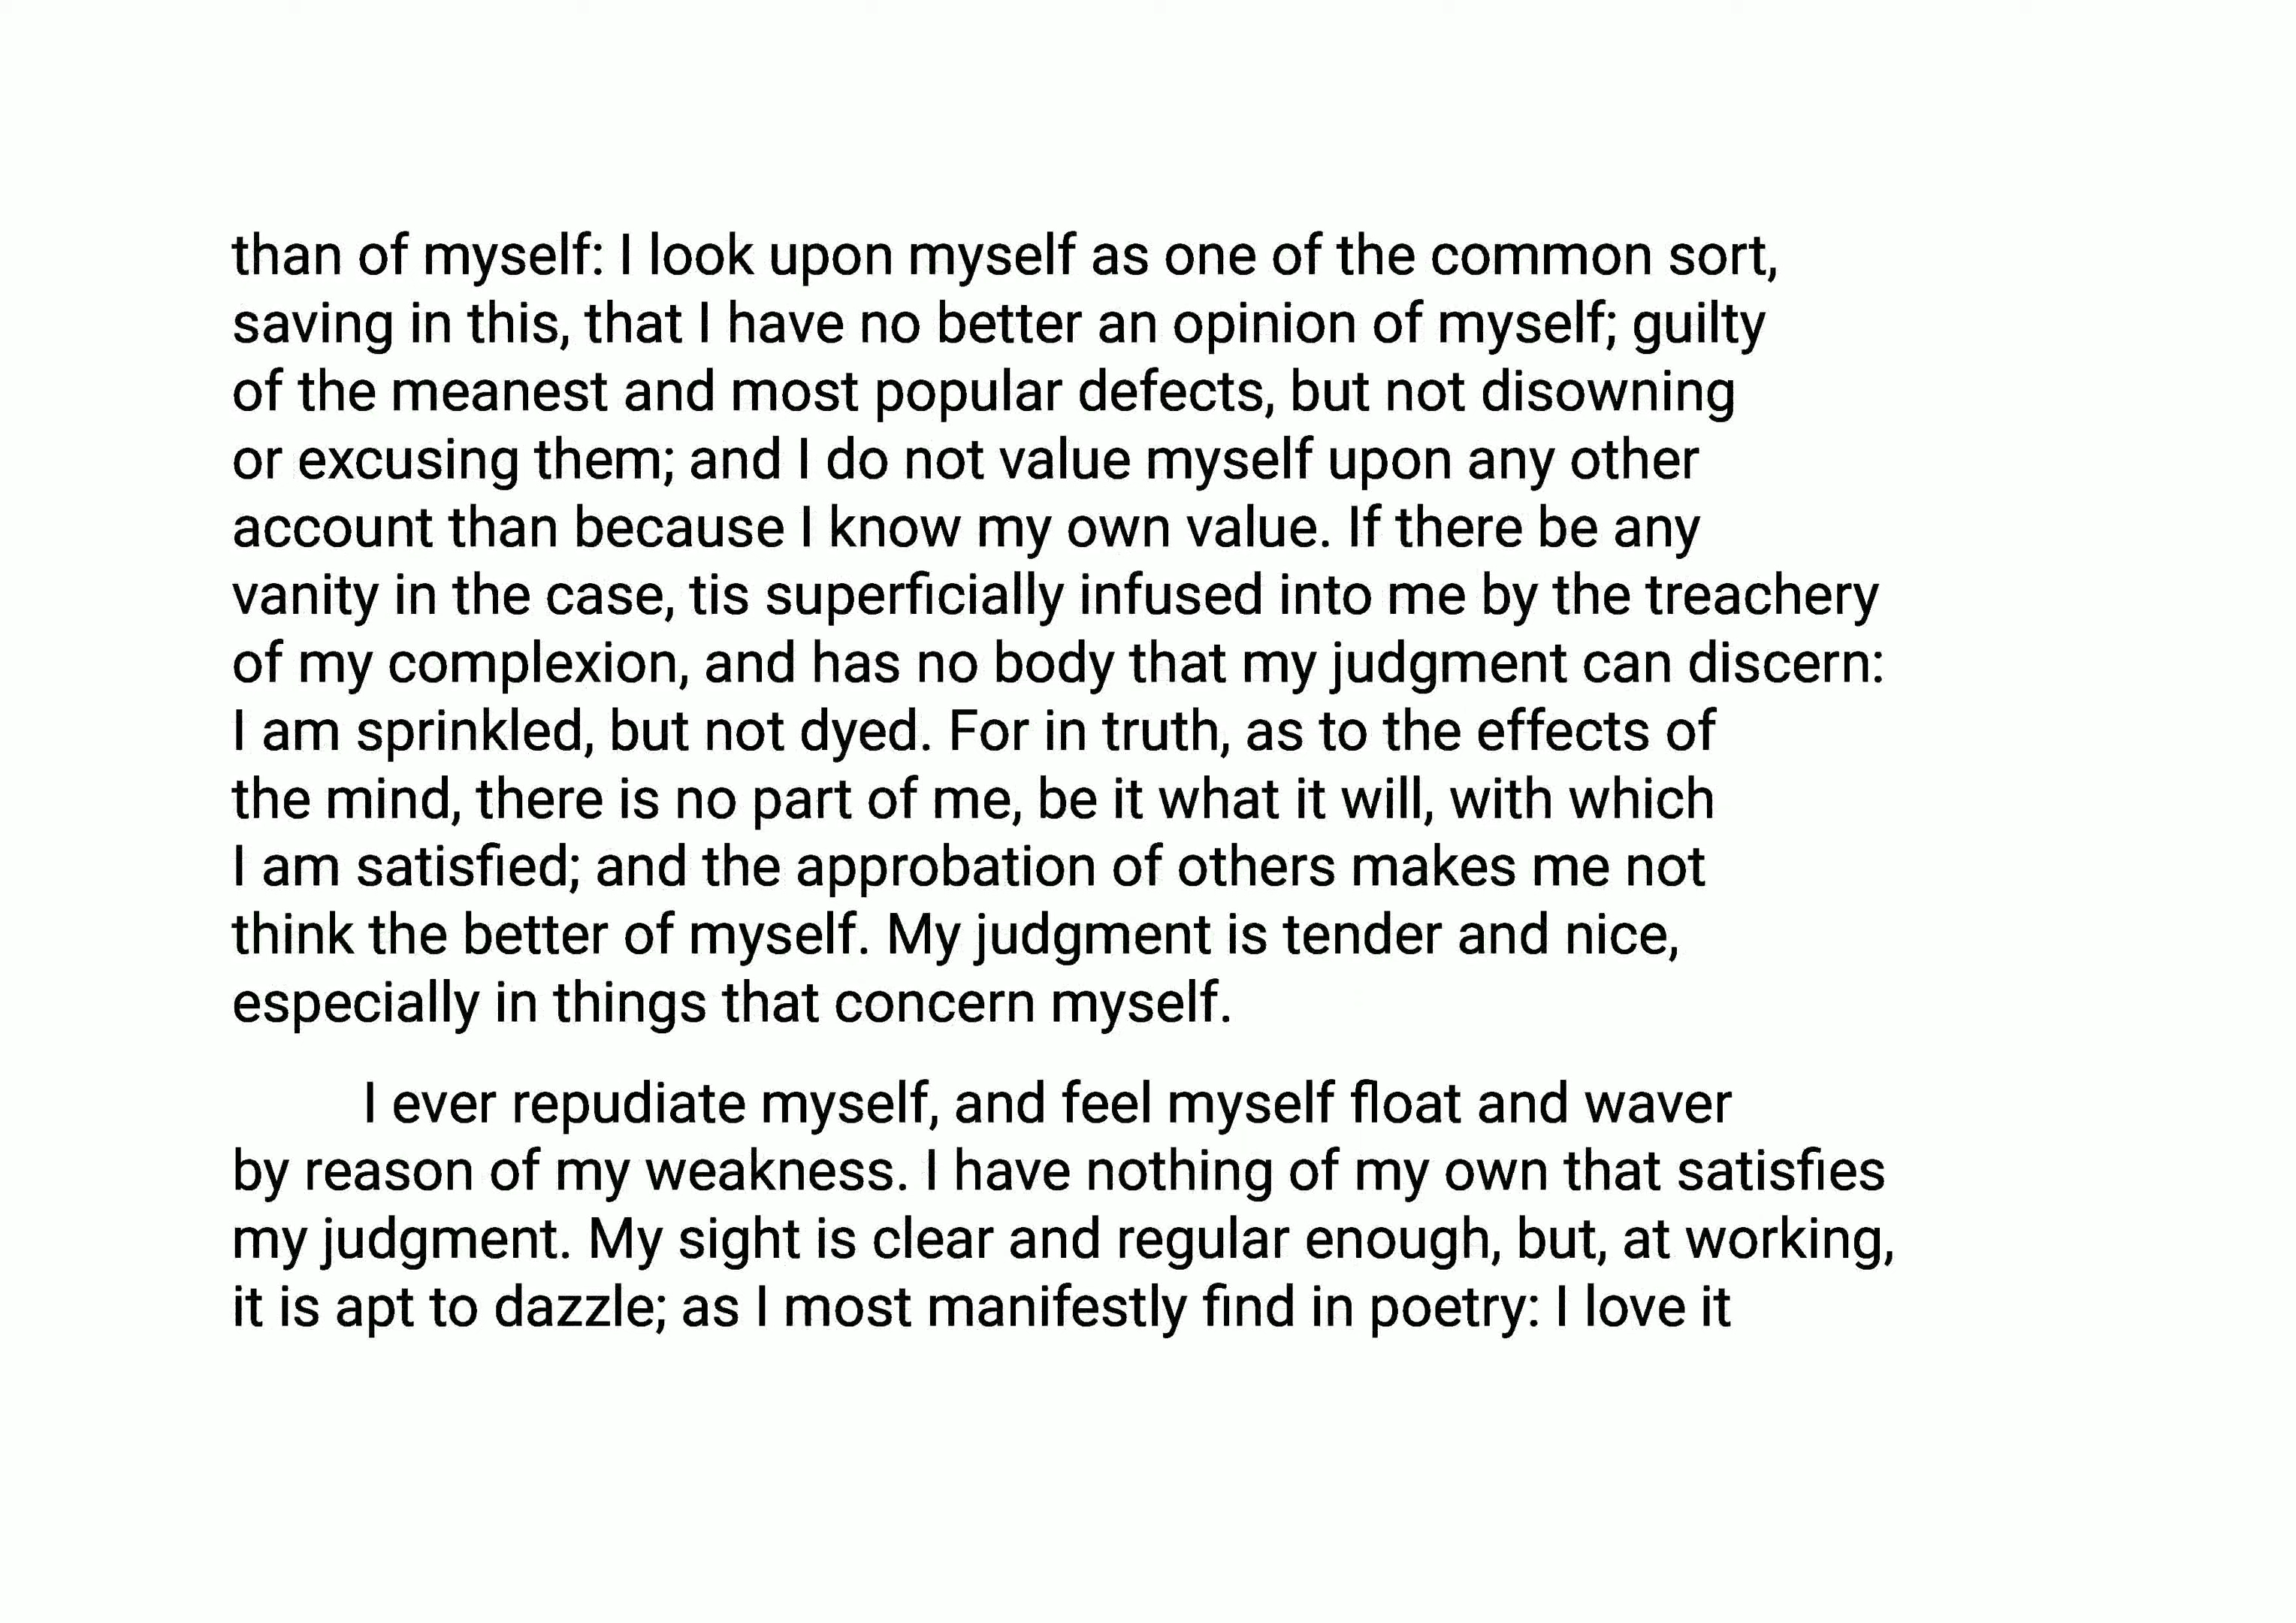 than of myself: I look upon myself as one of the common sort,
saving in this, that I have no better an opinion of myself; guilty
of the meanest and most popular defects, but not disowning
or excusing them; and I do not value myself upon any other
account than because I know my own value. If there be any
vanity in the case, tis superficially infused into me by the treachery
of my complexion, and has no body that my judgment can discern:
I am sprinkled, but not dyed. For in truth, as to the effects of
the mind, there is no part of me, be it what it will, with which
I am satisfied; and the approbation of others makes me not
think the better of myself. My judgment is tender and nice,
especially in things that concern myself.
I ever repudiate myself, and feel myself float and waver
by reason of my weakness. I have nothing of my own that satisfies
my judgment. My sight is clear and regular enough, but, at working,
it is apt to dazzle; as I most manifestly find in poetry: I love it